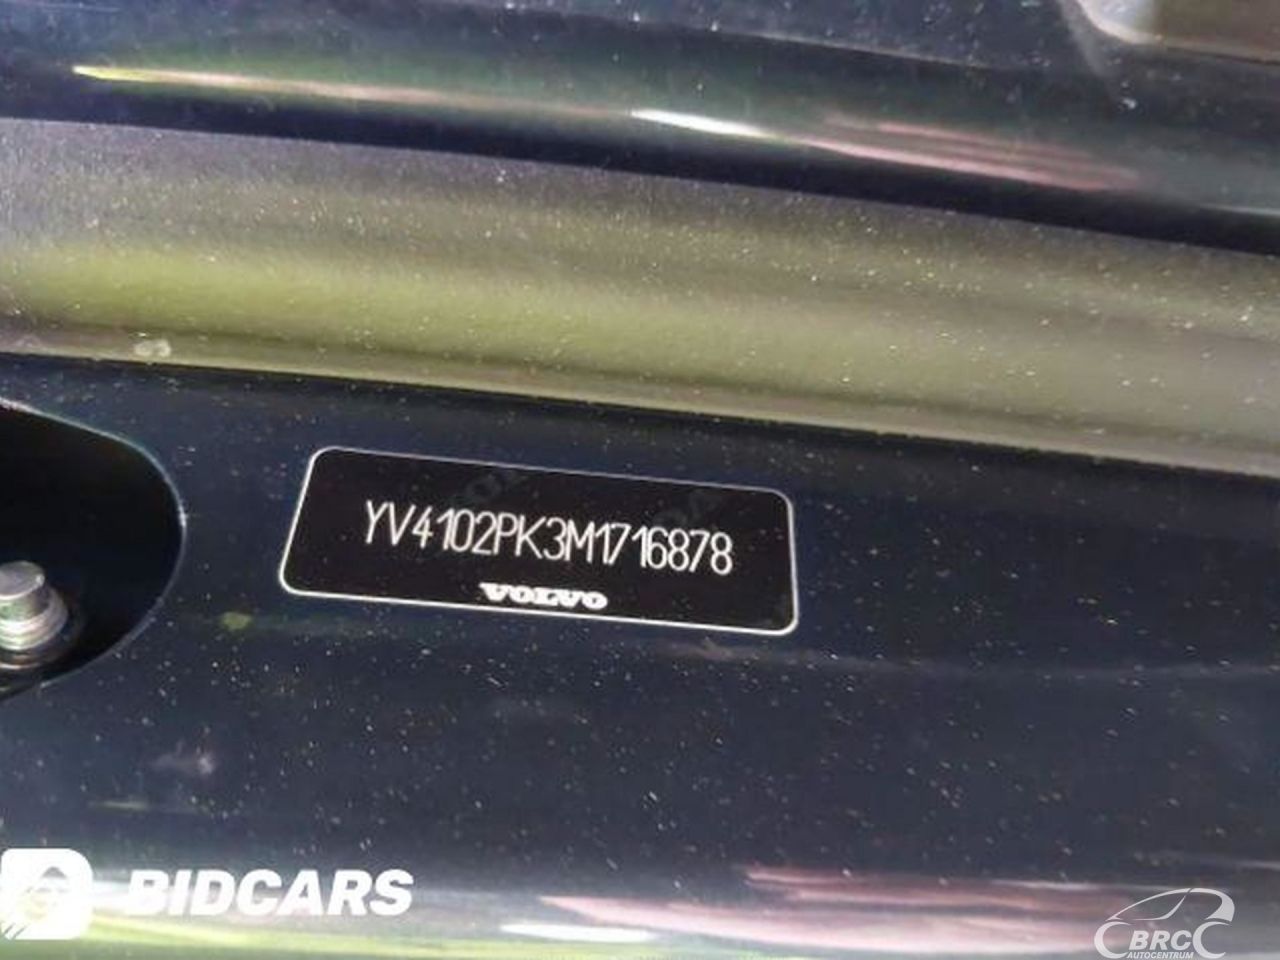 YV4102PK3M1716878
VOLVO
BIDCARS
BRC
AUTOCENTRUM